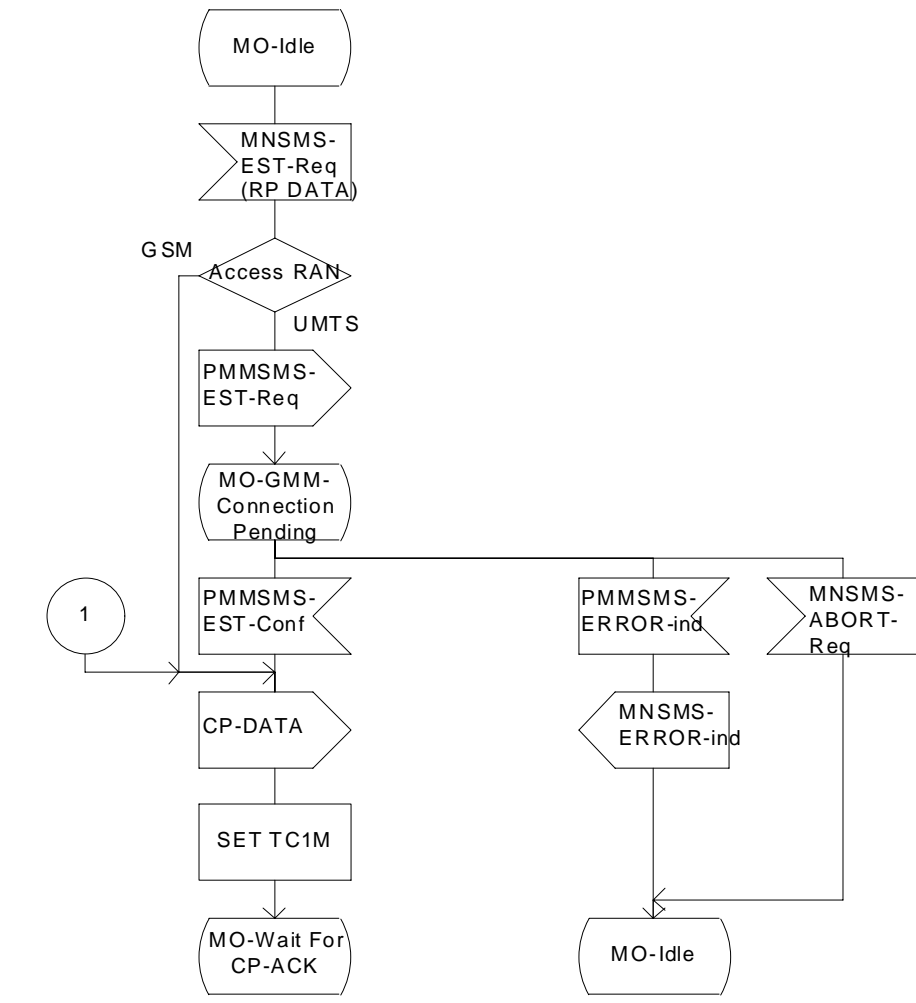 MO-Idle
MNSMS-
EST-Req
(RP DATA)
GSM
Access RAN
UMTS
PMMSMS-
EST-Req
MO-GMM-
Connection
Pending
1
PMMSMS-
EST-Conf
PMMSMS-
ERROR-ind
MNSMS-
ABORT-
Req
CP-DATA
MNSMS-
ERROR-ind
SET TC1M
MO-Wait For
CP-ACK
MO-Idle